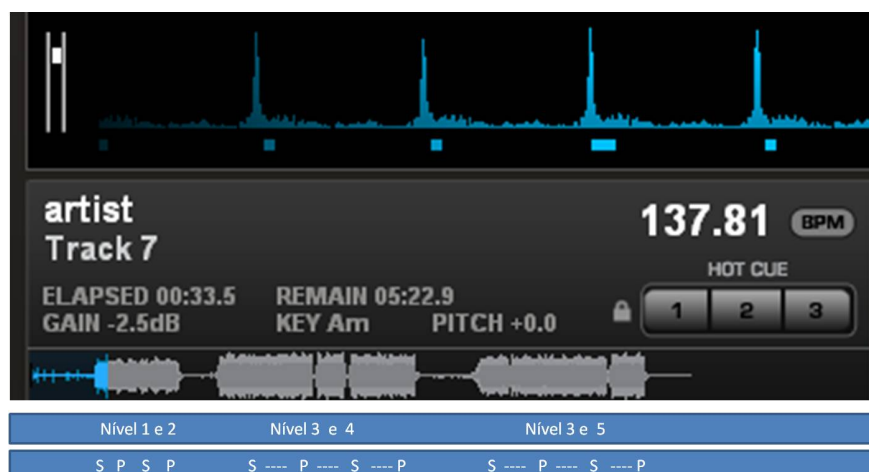 artist
137.81 BPM
Track 7
HOT CUE
ELAPSED 00:33.5 REMAIN 05:22.9
1 2 3
GAIN -2.5dB KEY Am PITCH +0.0
Nível 1 e 2 Nível 3 e 4 Nível 3 e 5
S P S P S ---- P ---- S ---- P S ---- P ---- S ---- P